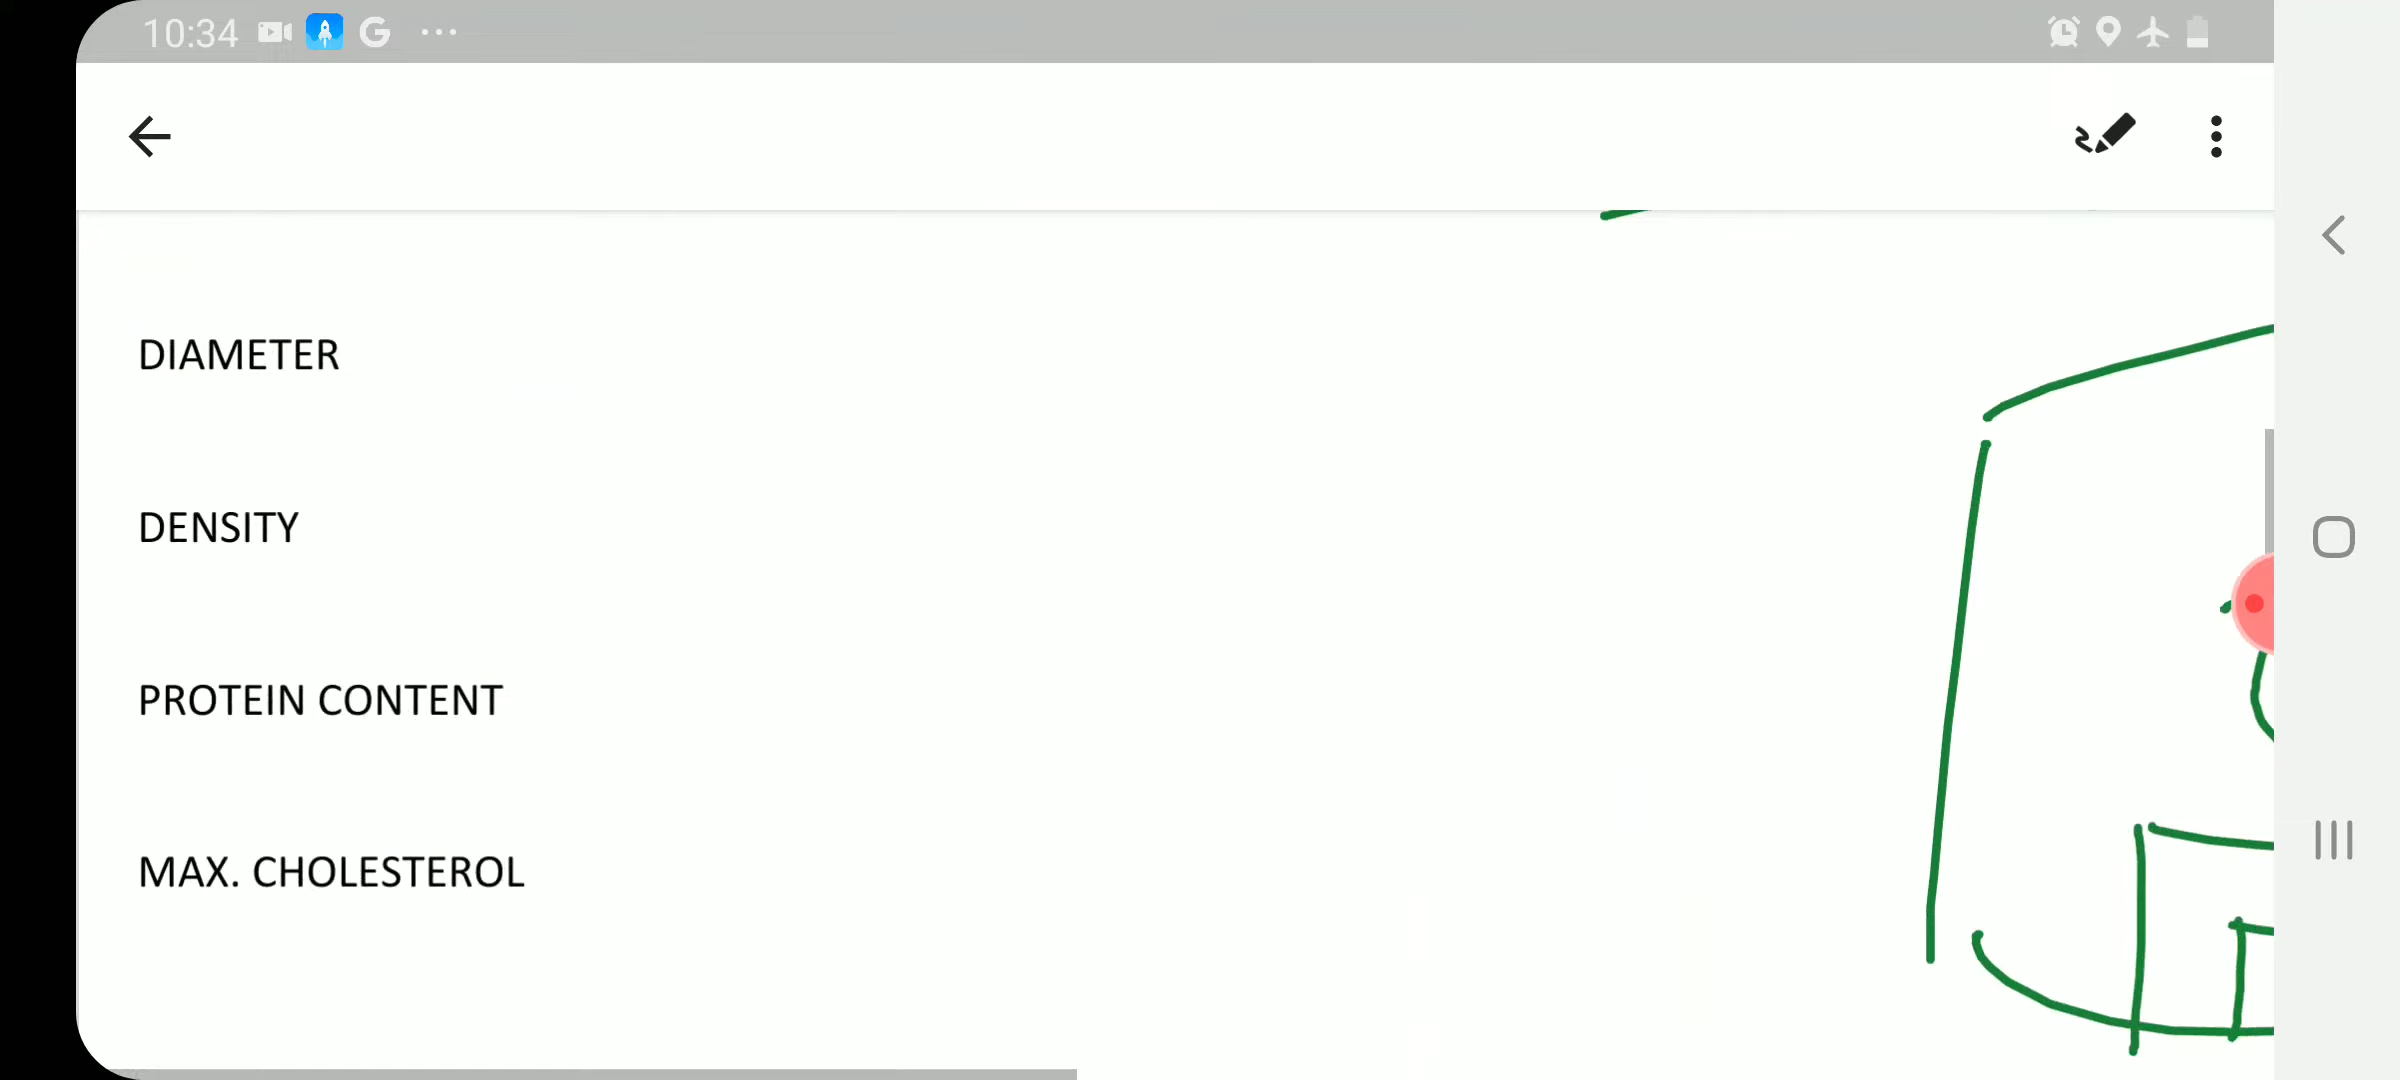 10:34
DIAMETER
DENSITY
PROTEIN CONTENT
MAX. CHOLESTEROL